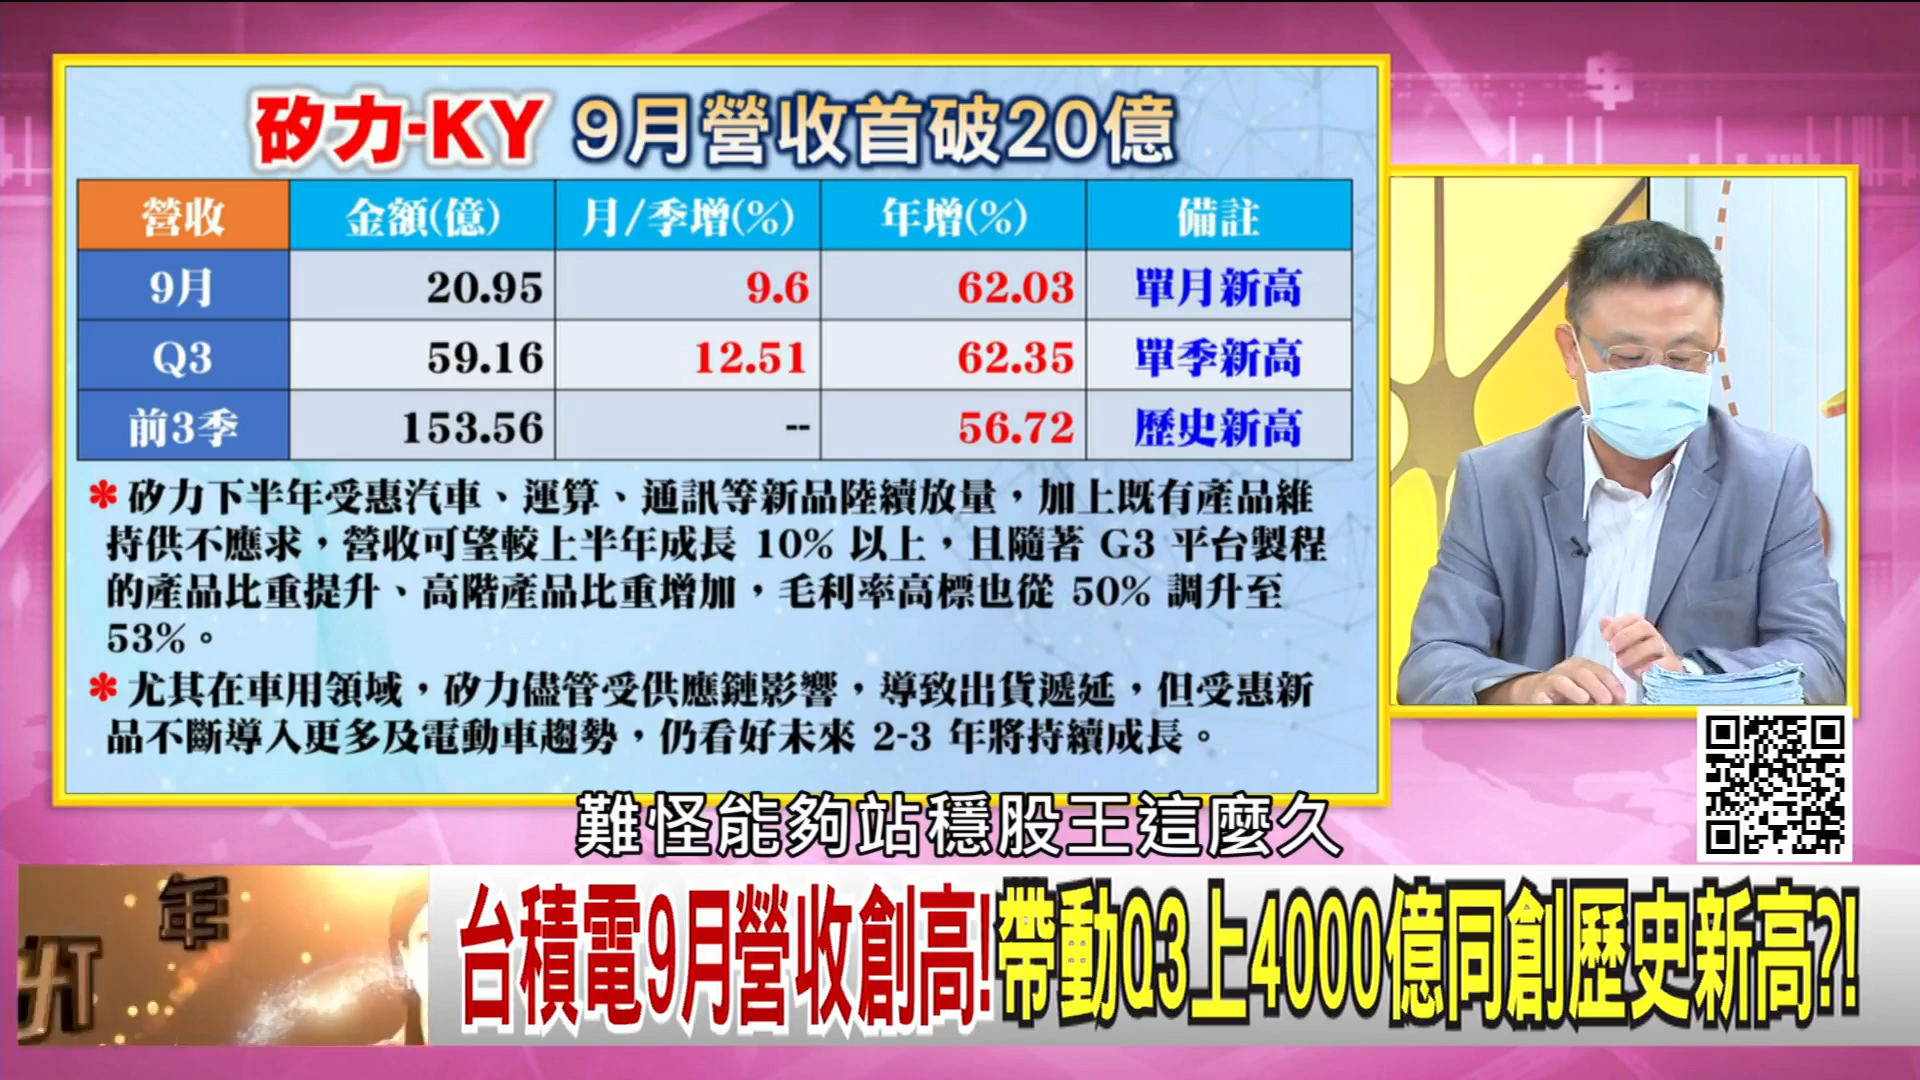 矽力-KY 9月營收首破20億
營收 金額(億) 月/季增(%) 年增(%) 備註
9月 20.95 9.6 62.03 單月新高
Q3 59.16 12.51 62.35 單季新高
前3季 153.56 -- 56.72 歷史新高
* 矽力下半年受惠汽車、運算、通訊等新品陸續放量，加上既有產品維
持供不應求，營收可望較上半年成長 10% 以上，且隨著 G3 平台製程
的產品比重提升、高階產品比重增加，毛利率高標也從 50% 調升至
53%。
* 尤其在車用領域，矽力儘管受供應鏈影響，導致出貨遞延，但受惠新
品不斷導入更多及電動車趨勢，仍看好未來 2-3 年將持續成長。
難怪能夠站穩股王這麼久
年
台積電9月營收創高!帶動Q3上4000億同創歷史新高?!